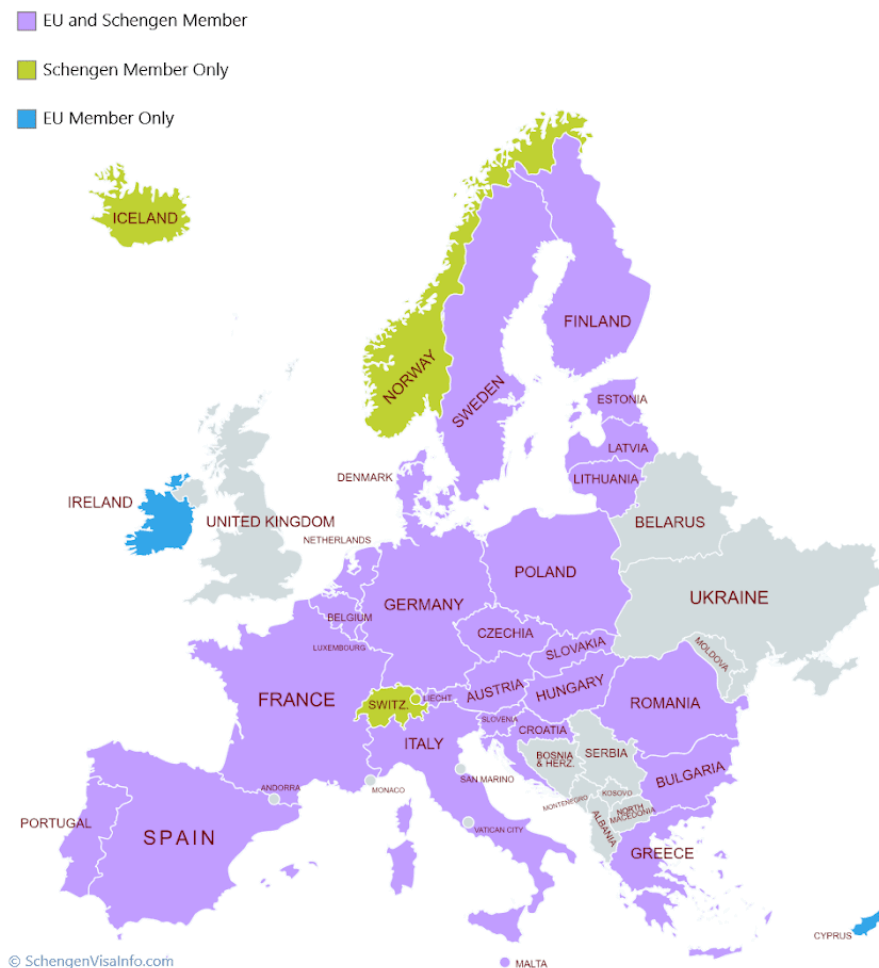 EU and Schengen Member
Schengen Member Only
EU Member Only
ICELAND
FINLAND
NORWAY
SWEDEN
ESTONIA
LATVIA
LITHUANIA
DENMARK
IRELAND
UNITED KINGDOM
BELARUS
NETHERLANDS
POLAND
UKRAINE
GERMANY
BELGIUM
CZECHIA
LUXEMBOURG
SLOVAKIA
MOLDOVA
FRANCE
SWITZ.
LIECHT
AUSTRIA
HUNGARY
ROMANIA
SLOVENIA
CROATIA
ITALY
BOSNIA
& HERZ.
SERBIA
BULGARIA
SAN MARINO
ANDORRA
MONACO
KOSOVO
MONTENEGRO
NORTH
MACEDONIA
ALBANIA
PORTUGAL
SPAIN
VATICAN CITY
GREECE
CYPRUS
© SchengenVisaInfo.com
MALTA